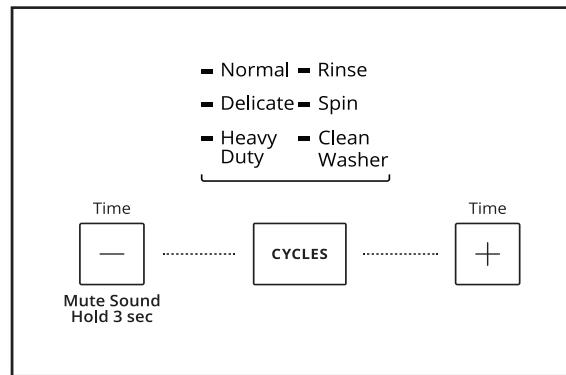 Normal
Rinse
Delicate
Spin
Heavy
Duty
Clean
Washer
Time
CYCLES
Time
Mute Sound
Hold 3 sec